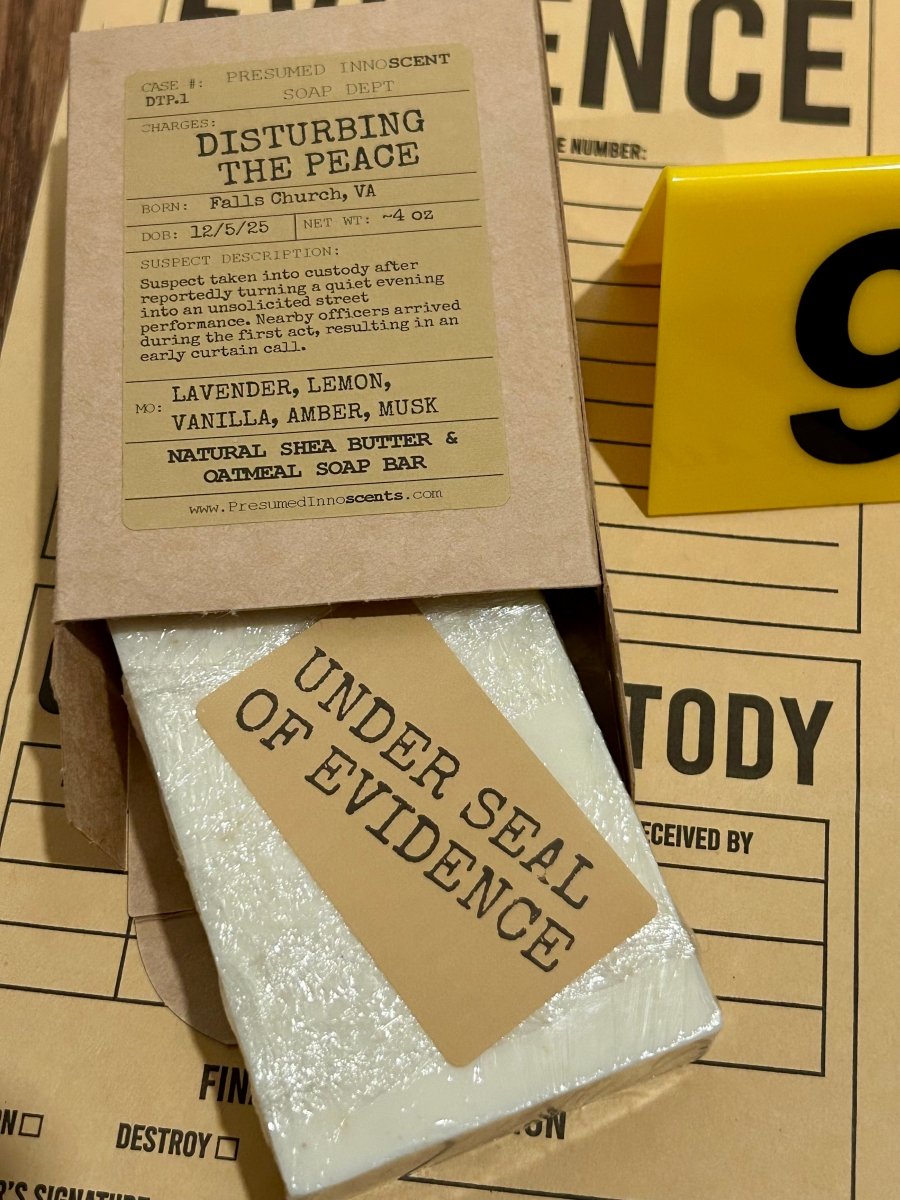 CASE #: PRESUMED INNOSCENT
DTP.1 SOAP DEPT
CHARGES:
DISTURBING
THE PEACE
BORN: Falls Church, VA
DOB: 12/5/25 NET WT: ~4 oz
SUSPECT DESCRIPTION:
Suspect taken into custody after
reportedly turning a quiet evening
into an unsolicited street
performance. Nearby officers arrived
during the first act, resulting in an
early curtain call.
MO: LAVENDER, LEMON,
VANILLA, AMBER, MUSK
NATURAL SHEA BUTTER &
OATMEAL SOAP BAR
www.PresumedInnoscents.com
UNDER SEAL
OF EVIDENCE
ENCE
E NUMBER:
9
TODY
ECEIVED BY
DESTROY
R'S SIGNATURE